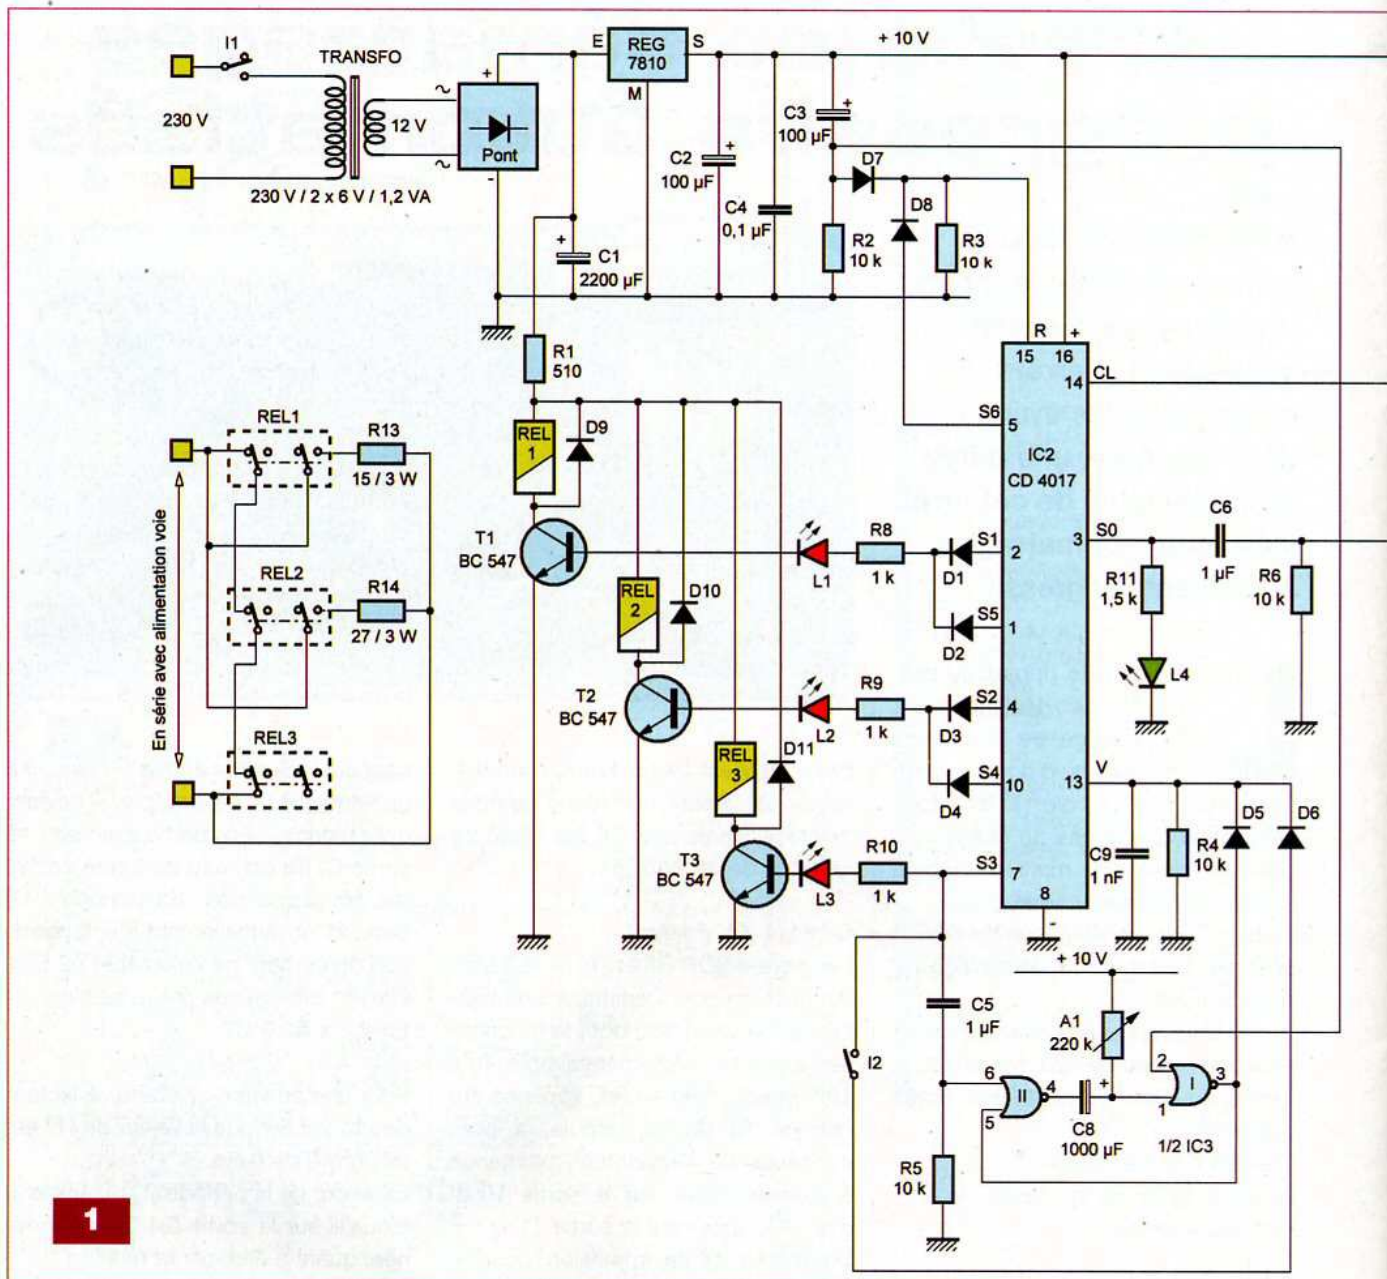 I1
TRANSFO
230 V
12 V
230 V / 2 x 6 V / 1,2 VA
~
~
+
Pont
-
E
REG
7810
S
M
+ 10 V
+
C1
2200 µF
+
C2
100 µF
C4
0,1 µF
C3
100 µF
+
D7
D8
R2
10 k
R3
10 k
R1
510
REL1
R13
15 / 3 W
REL2
R14
27 / 3 W
REL3
En série avec alimentation voie
REL
1
D9
T1
BC 547
REL
2
D10
T2
BC 547
REL
3
D11
T3
BC 547
L1
R8
1 k
D1
D2
L2
R9
1 k
D3
D4
L3
R10
1 k
R
+
15
16
14
CL
S6
5
IC2
CD 4017
S1
2
S5
1
S2
4
S4
10
S3
7
8
-
3
S0
13
V
C6
1 µF
R11
1,5 k
R6
10 k
L4
C9
1 nF
R4
10 k
D5
D6
+ 10 V
A1
220 k
C5
1 µF
I2
6
II
4
5
+
C8
1000 µF
2
I
3
1
1/2 IC3
R5
10 k
1